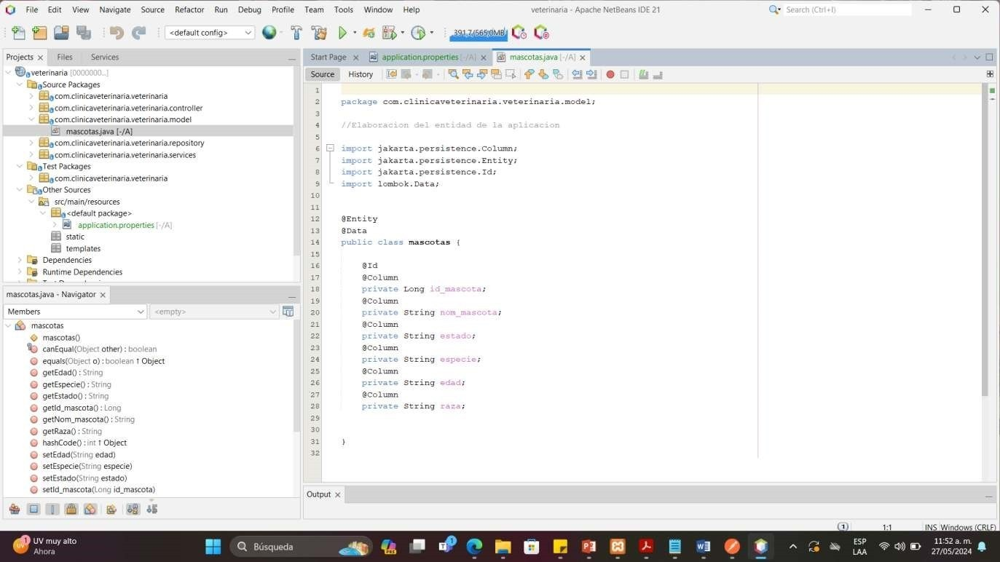 File Edit View Navigate Source Refactor Run Debug Profile Team Tools Window Help
veterinaria - Apache NetBeans IDE 21
Search (Ctrl+I)
<default config>
391,7/565,0MB
Projects Files Services
veterinaria [0000000...]
Source Packages
com.clinicaveterinaria.veterinaria
com.clinicaveterinaria.veterinaria.controller
com.clinicaveterinaria.veterinaria.model
mascotas.java [-/A]
com.clinicaveterinaria.veterinaria.repository
com.clinicaveterinaria.veterinaria.services
Test Packages
com.clinicaveterinaria.veterinaria
Other Sources
src/main/resources
<default package>
application.properties [-/A]
static
templates
Dependencies
Runtime Dependencies
mascotas.java - Navigator
Members
<empty>
mascotas
mascotas()
canEqual(Object other) : boolean
equals(Object o) : boolean ↑ Object
getEdad() : String
getEspecie() : String
getEstado() : String
getId_mascota() : Long
getNom_mascota() : String
getRaza() : String
hashCode() : int ↑ Object
setEdad(String edad)
setEspecie(String especie)
setEstado(String estado)
setId_mascota(Long id_mascota)
Start Page application.properties [-/A] mascotas.java [-/A]
Source History
1
2 package com.clinicaveterinaria.veterinaria.model;
3
4 //Elaboracion del entidad de la aplicacion
5
6 import jakarta.persistence.Column;
7 import jakarta.persistence.Entity;
8 import jakarta.persistence.Id;
9 import lombok.Data;
10
11
12 @Entity
13 @Data
14 public class mascotas {
15
16 @Id
17 @Column
18 private Long id_mascota;
19 @Column
20 private String nom_mascota;
21 @Column
22 private String estado;
23 @Column
24 private String especie;
25 @Column
26 private String edad;
27 @Column
28 private String raza;
29
30
31 }
32
Output
1 1:1 INS Windows (CRLF)
1
UV muy alto
Ahora
Búsqueda
PRE
1
ESP
LAA
11:52 a. m.
27/05/2024